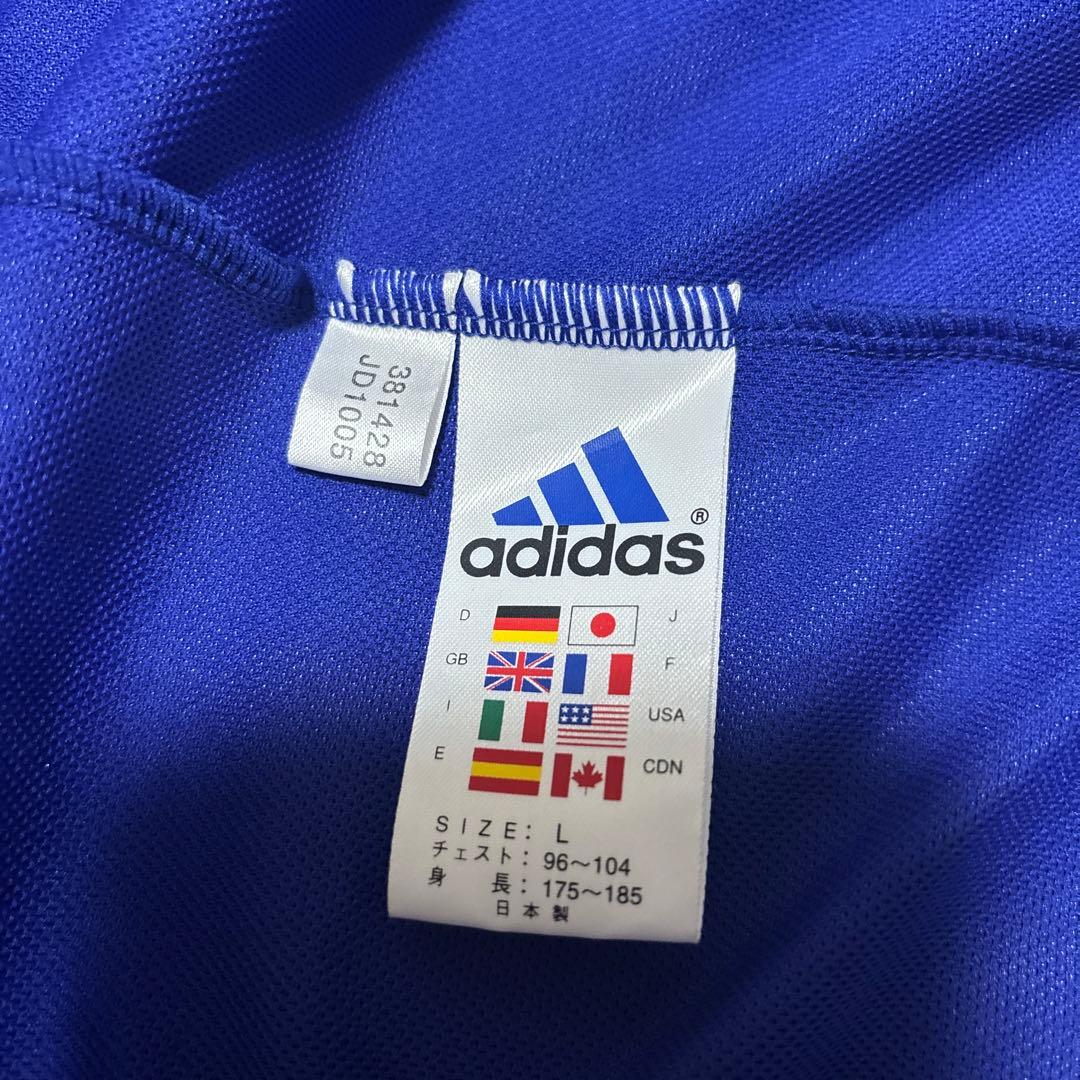 381428
JD1005
adidas®
D J
GB F
I USA
E CDN
SIZE: L
チェスト: 96〜104
身 長: 175〜185
日本製